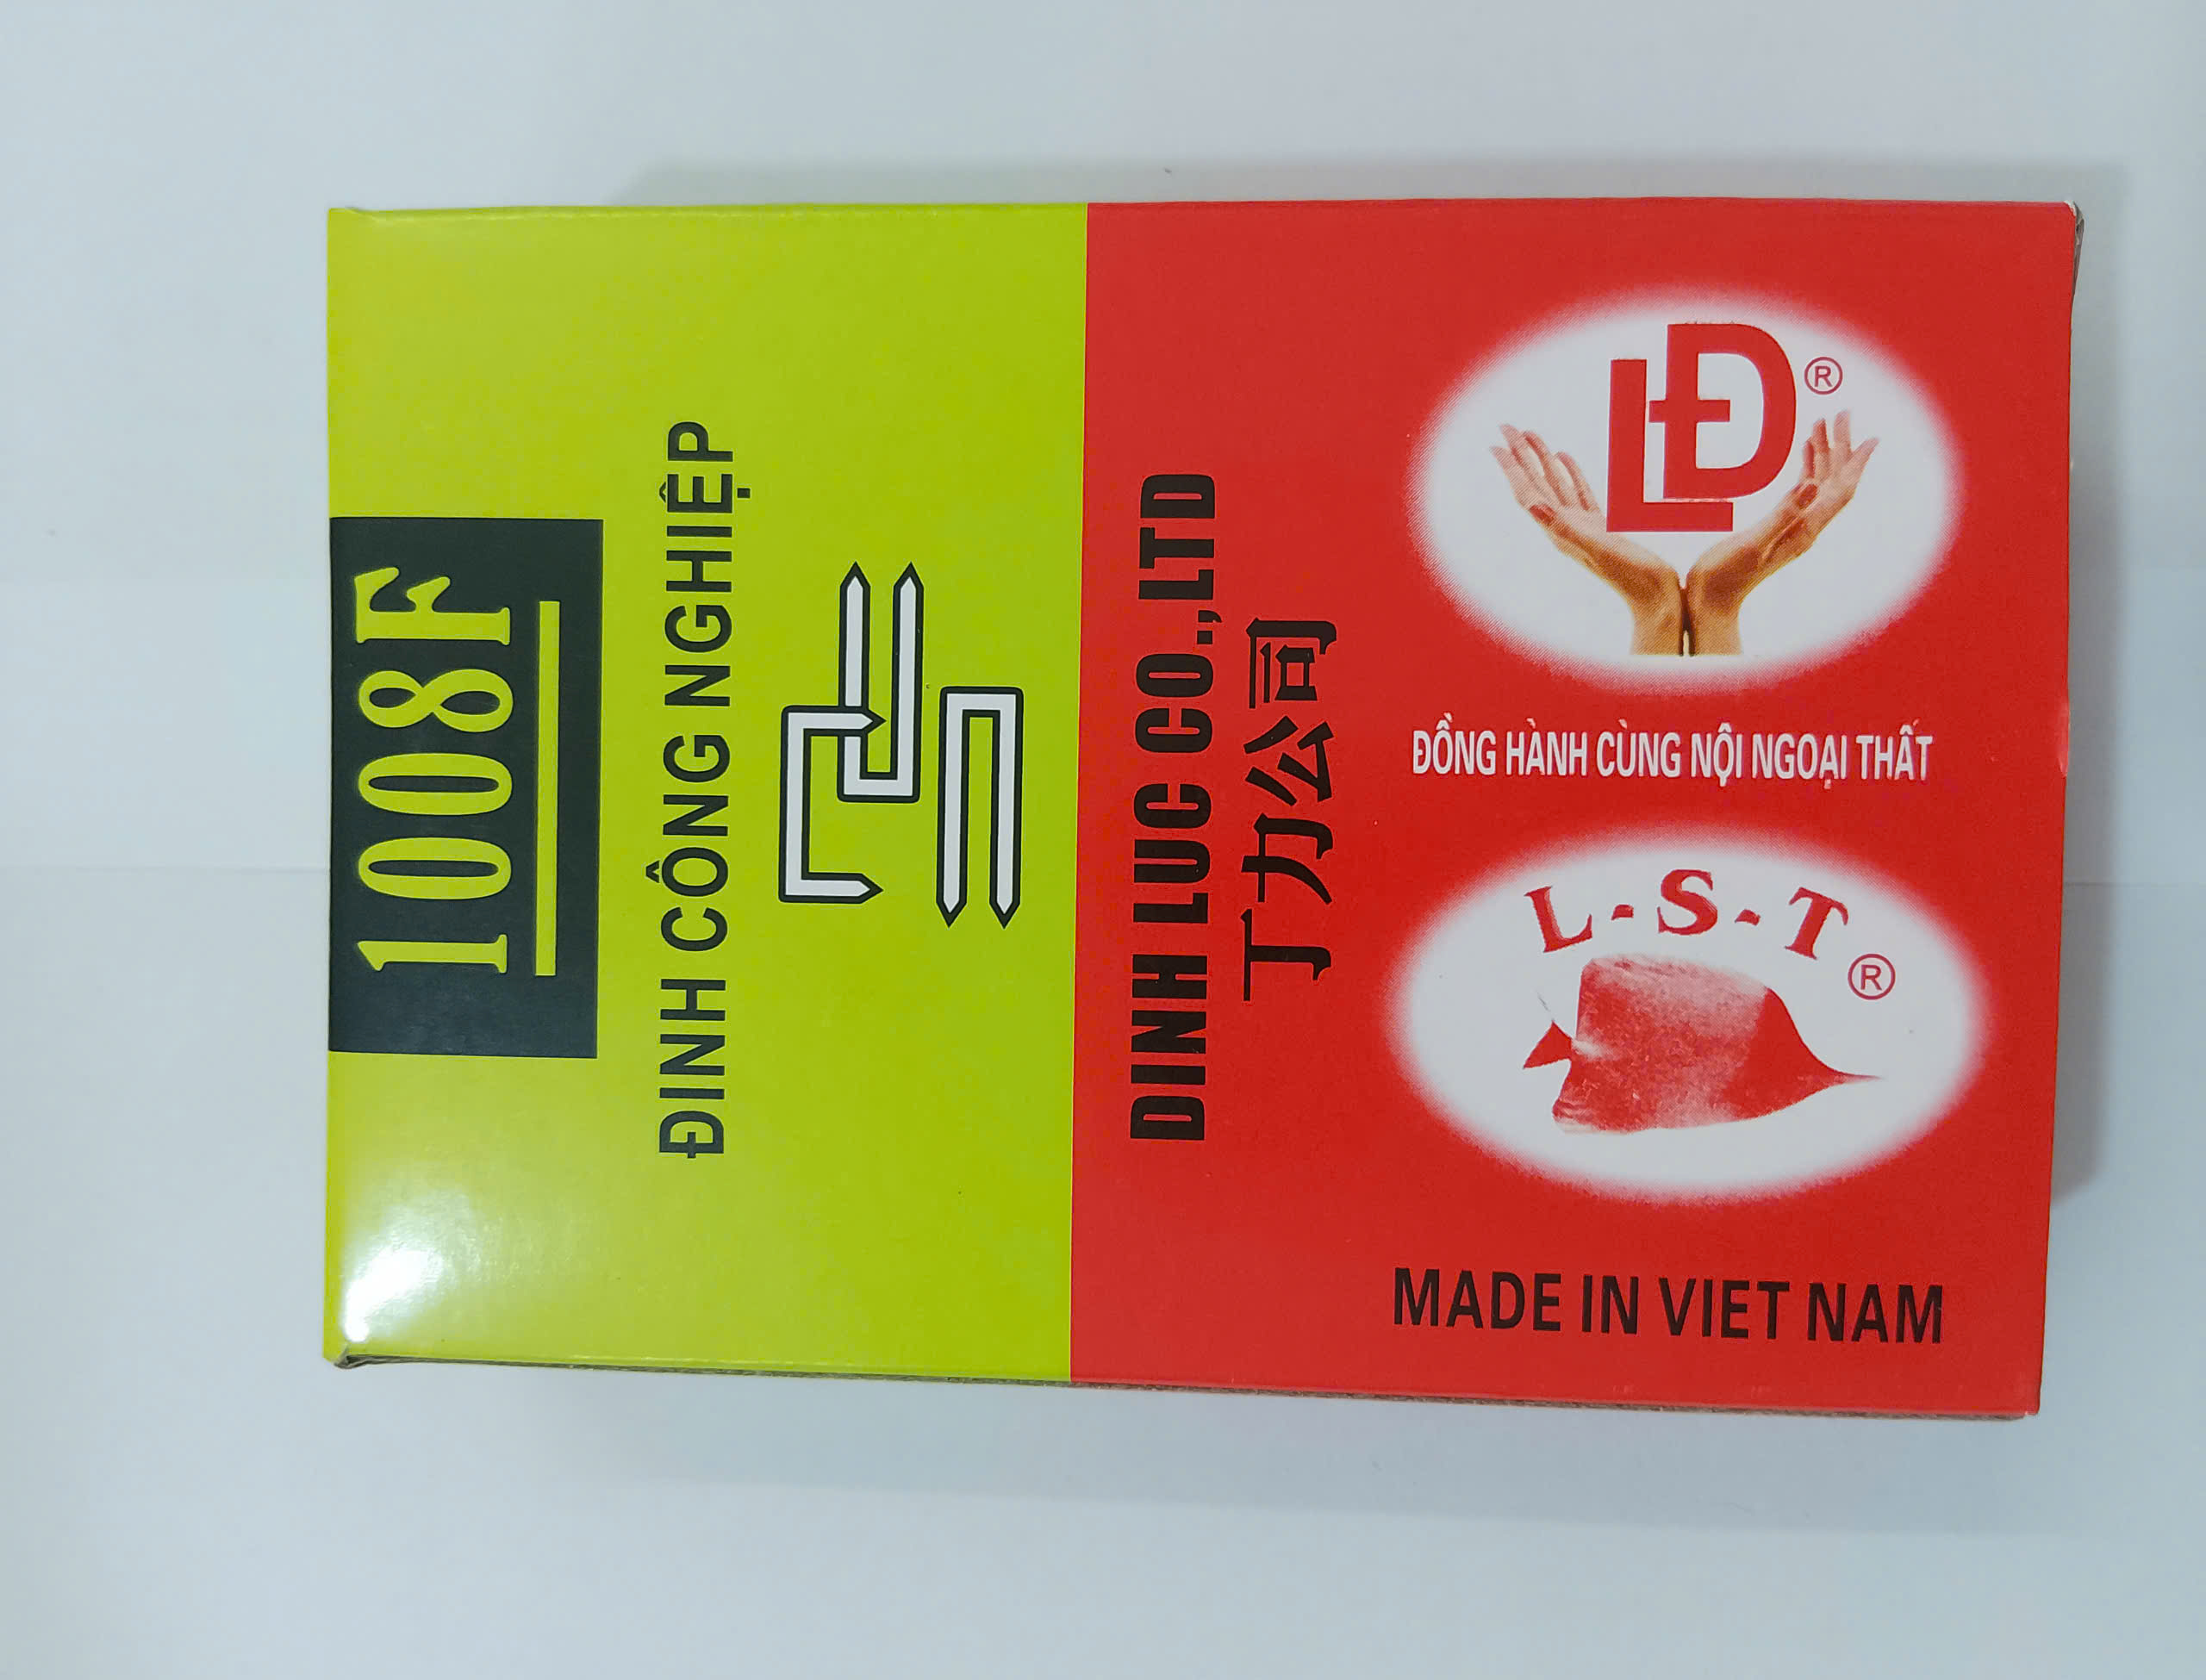 1008F
ĐINH CÔNG NGHIỆP
DINH LUC CO.,LTD
丁力公司
LĐ®
ĐỒNG HÀNH CÙNG NỘI NGOẠI THẤT
L-S-T®
MADE IN VIET NAM